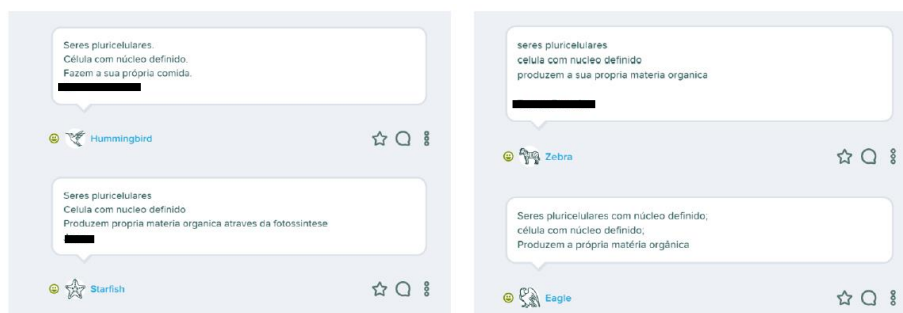 Seres pluricelulares.
Célula com núcleo definido.
Fazem a sua própria comida.
Hummingbird
Seres pluricelulares
Celula com nucleo definido
Produzem propria materia organica atraves da fotossintese
Starfish
seres pluricelulares
celula com nucleo definido
produzem a sua propria materia organica
Zebra
Seres pluricelulares com núcleo definido;
célula com núcleo definido;
Produzem a própria matéria orgânica
Eagle